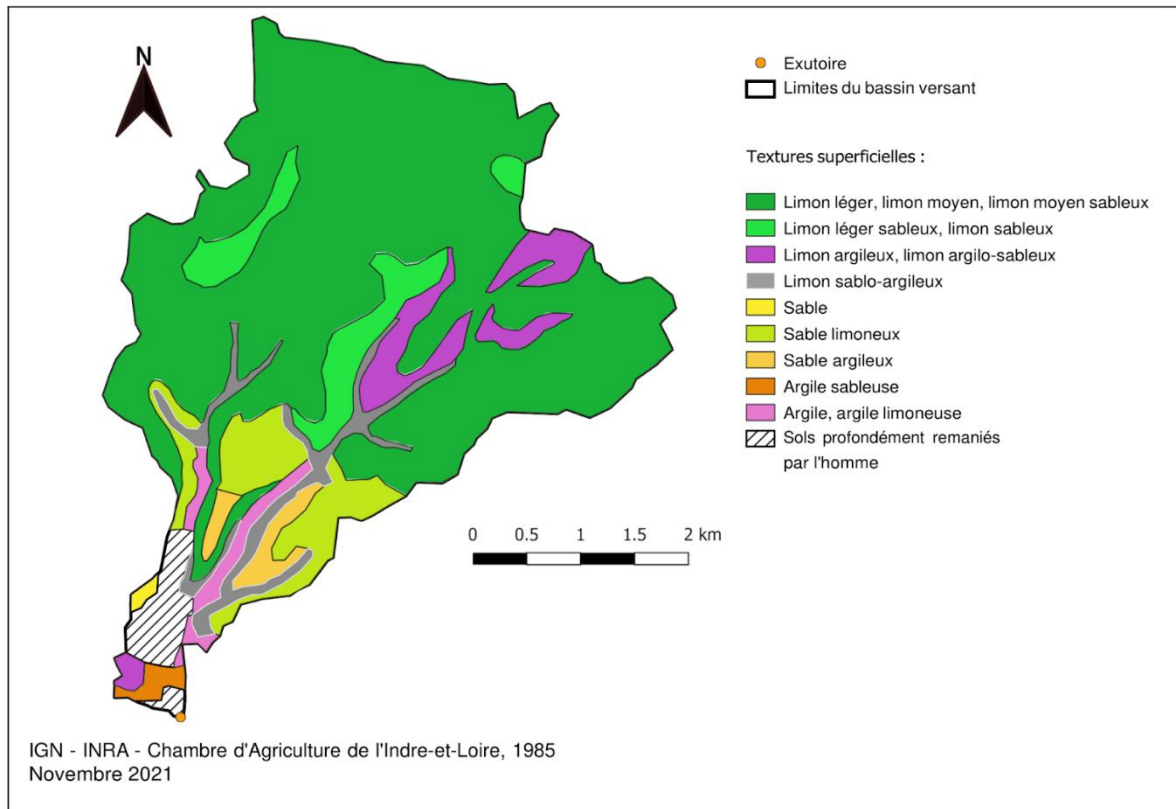 N
Exutoire
Limites du bassin versant
Textures superficielles :
Limon léger, limon moyen, limon moyen sableux
Limon léger sableux, limon sableux
Limon argileux, limon argilo-sableux
Limon sablo-argileux
Sable
Sable limoneux
Sable argileux
Argile sableuse
Argile, argile limoneuse
Sols profondément remaniés
par l'homme
0 0.5 1 1.5 2 km
IGN - INRA - Chambre d'Agriculture de l'Indre-et-Loire, 1985
Novembre 2021